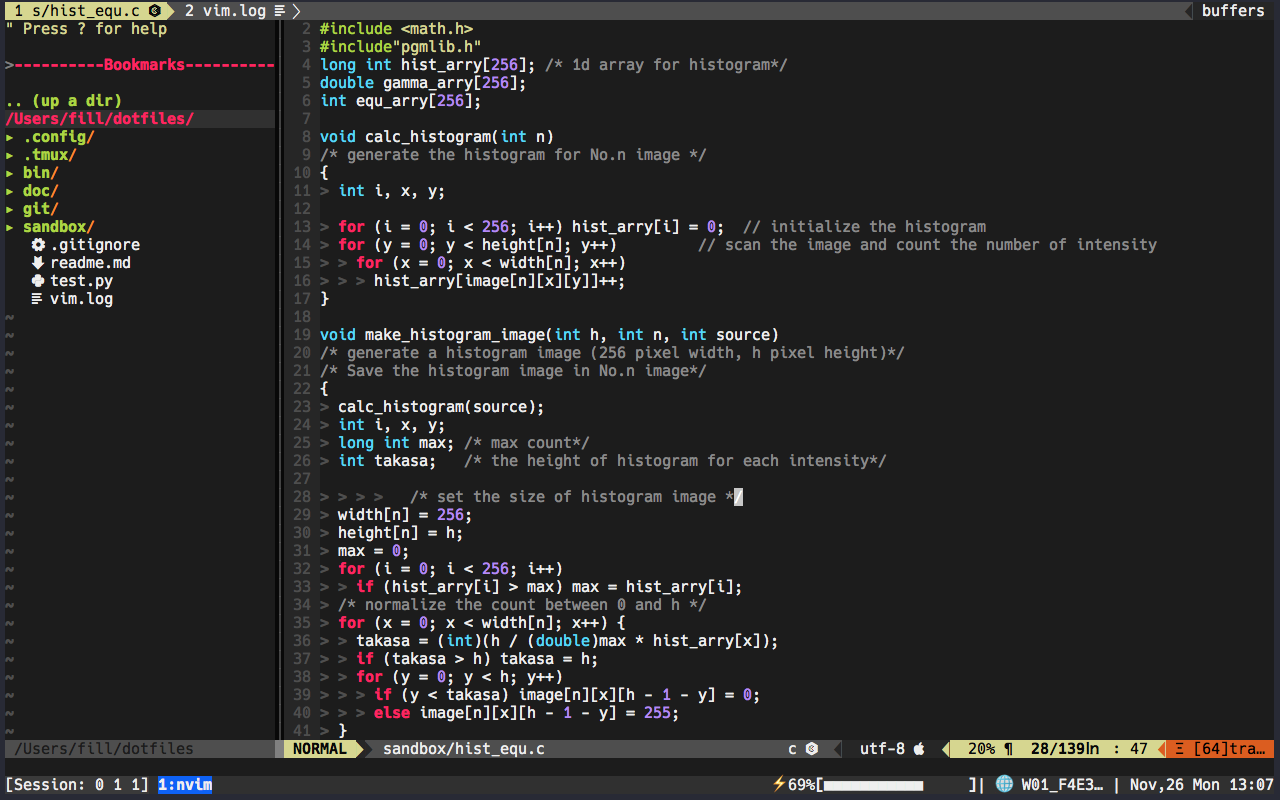 1 s/hist_equ.c 2 vim.log buffers
" Press ? for help
>----------Bookmarks----------
.. (up a dir)
/Users/fill/dotfiles/
▸ .config/
▸ .tmux/
▸ bin/
▸ doc/
▸ git/
▸ sandbox/
.gitignore
readme.md
test.py
vim.log
/Users/fill/dotfiles
2 #include <math.h>
3 #include"pgmlib.h"
4 long int hist_arry[256]; /* 1d array for histogram*/
5 double gamma_arry[256];
6 int equ_arry[256];
7
8 void calc_histogram(int n)
9 /* generate the histogram for No.n image */
10 {
11 > int i, x, y;
12
13 > for (i = 0; i < 256; i++) hist_arry[i] = 0;  // initialize the histogram
14 > for (y = 0; y < height[n]; y++)         // scan the image and count the number of intensity
15 > > for (x = 0; x < width[n]; x++)
16 > > > hist_arry[image[n][x][y]]++;
17 }
18
19 void make_histogram_image(int h, int n, int source)
20 /* generate a histogram image (256 pixel width, h pixel height)*/
21 /* Save the histogram image in No.n image*/
22 {
23 > calc_histogram(source);
24 > int i, x, y;
25 > long int max; /* max count*/
26 > int takasa;   /* the height of histogram for each intensity*/
27
28 > > > >   /* set the size of histogram image */
29 > width[n] = 256;
30 > height[n] = h;
31 > max = 0;
32 > for (i = 0; i < 256; i++)
33 > > if (hist_arry[i] > max) max = hist_arry[i];
34 > /* normalize the count between 0 and h */
35 > for (x = 0; x < width[n]; x++) {
36 > > takasa = (int)(h / (double)max * hist_arry[x]);
37 > > if (takasa > h) takasa = h;
38 > > for (y = 0; y < h; y++)
39 > > > if (y < takasa) image[n][x][h - 1 - y] = 0;
40 > > > else image[n][x][h - 1 - y] = 255;
41 > }
NORMAL sandbox/hist_equ.c c utf-8 20% ¶ 28/139ln : 47 Ξ [64]tra…
[Session: 0 1 1] 1:nvim ⚡69%[ ]| 🌐 W01_F4E3… | Nov,26 Mon 13:07